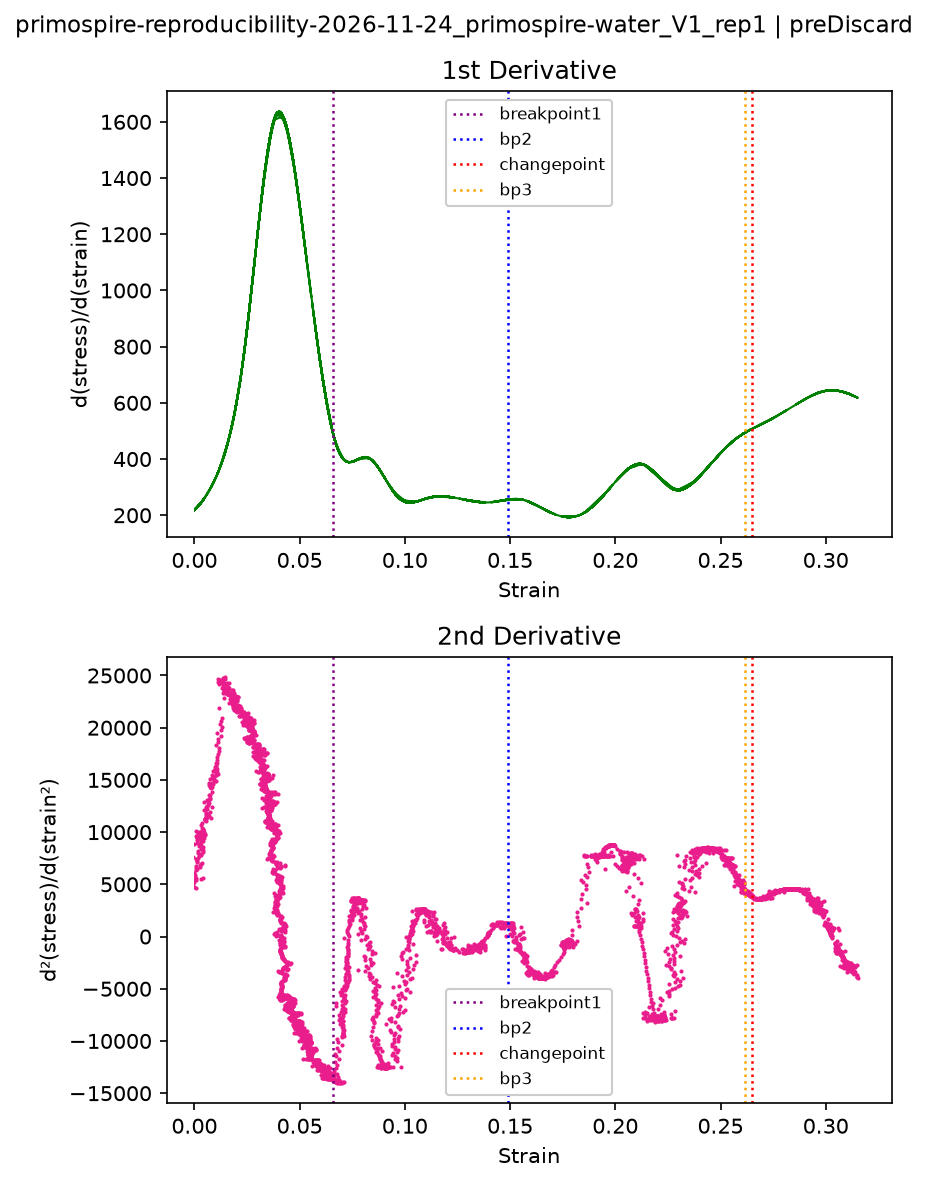 primospire-reproducibility-2026-11-24_primospire-water_V1_rep1 | preDiscard
1st Derivative
breakpoint1
bp2
changepoint
bp3
1600
1400
1200
1000
800
600
400
200
d(stress)/d(strain)
0.00 0.05 0.10 0.15 0.20 0.25 0.30
Strain
2nd Derivative
25000
20000
15000
10000
5000
0
−5000
−10000
−15000
d²(stress)/d(strain²)
breakpoint1
bp2
changepoint
bp3
0.00 0.05 0.10 0.15 0.20 0.25 0.30
Strain